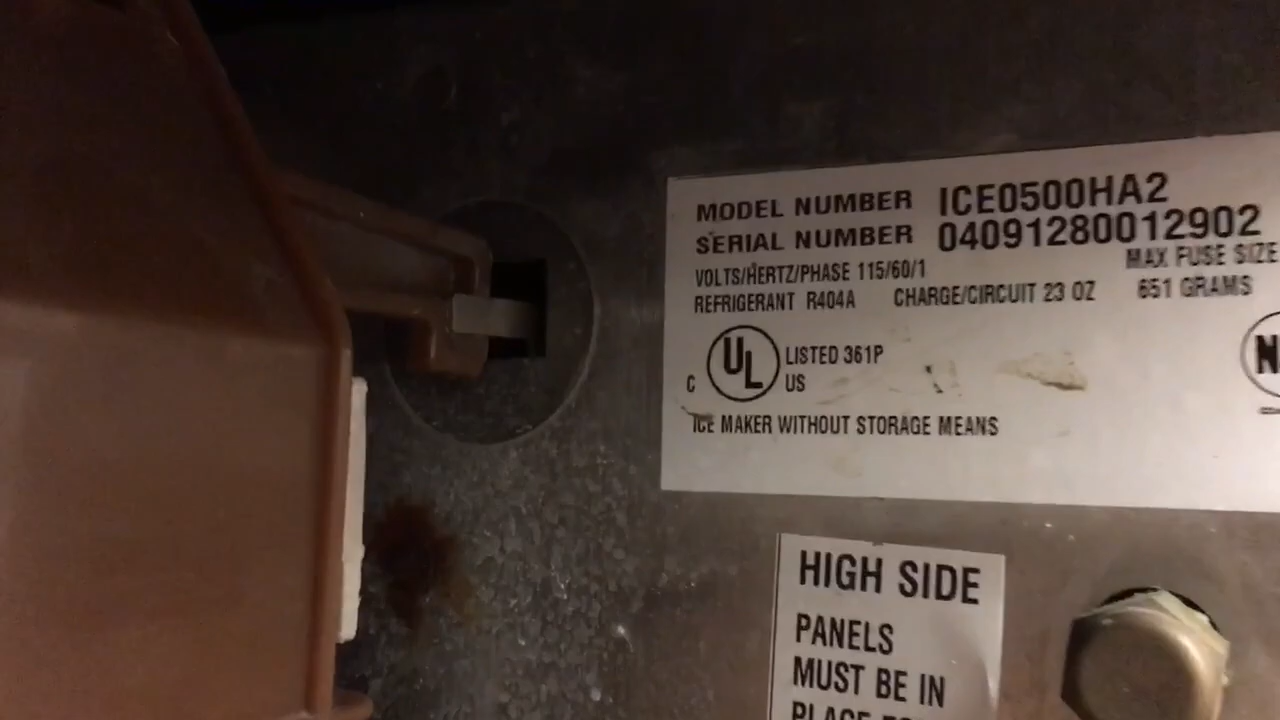 MODEL NUMBER ICE0500HA2
SERIAL NUMBER 04091280012902
VOLTS/HERTZ/PHASE 115/60/1 MAX FUSE SIZE
REFRIGERANT R404A CHARGE/CIRCUIT 23 OZ 651 GRAMS
C UL US LISTED 361P
ICE MAKER WITHOUT STORAGE MEANS
N
HIGH SIDE
PANELS
MUST BE IN
PLACE